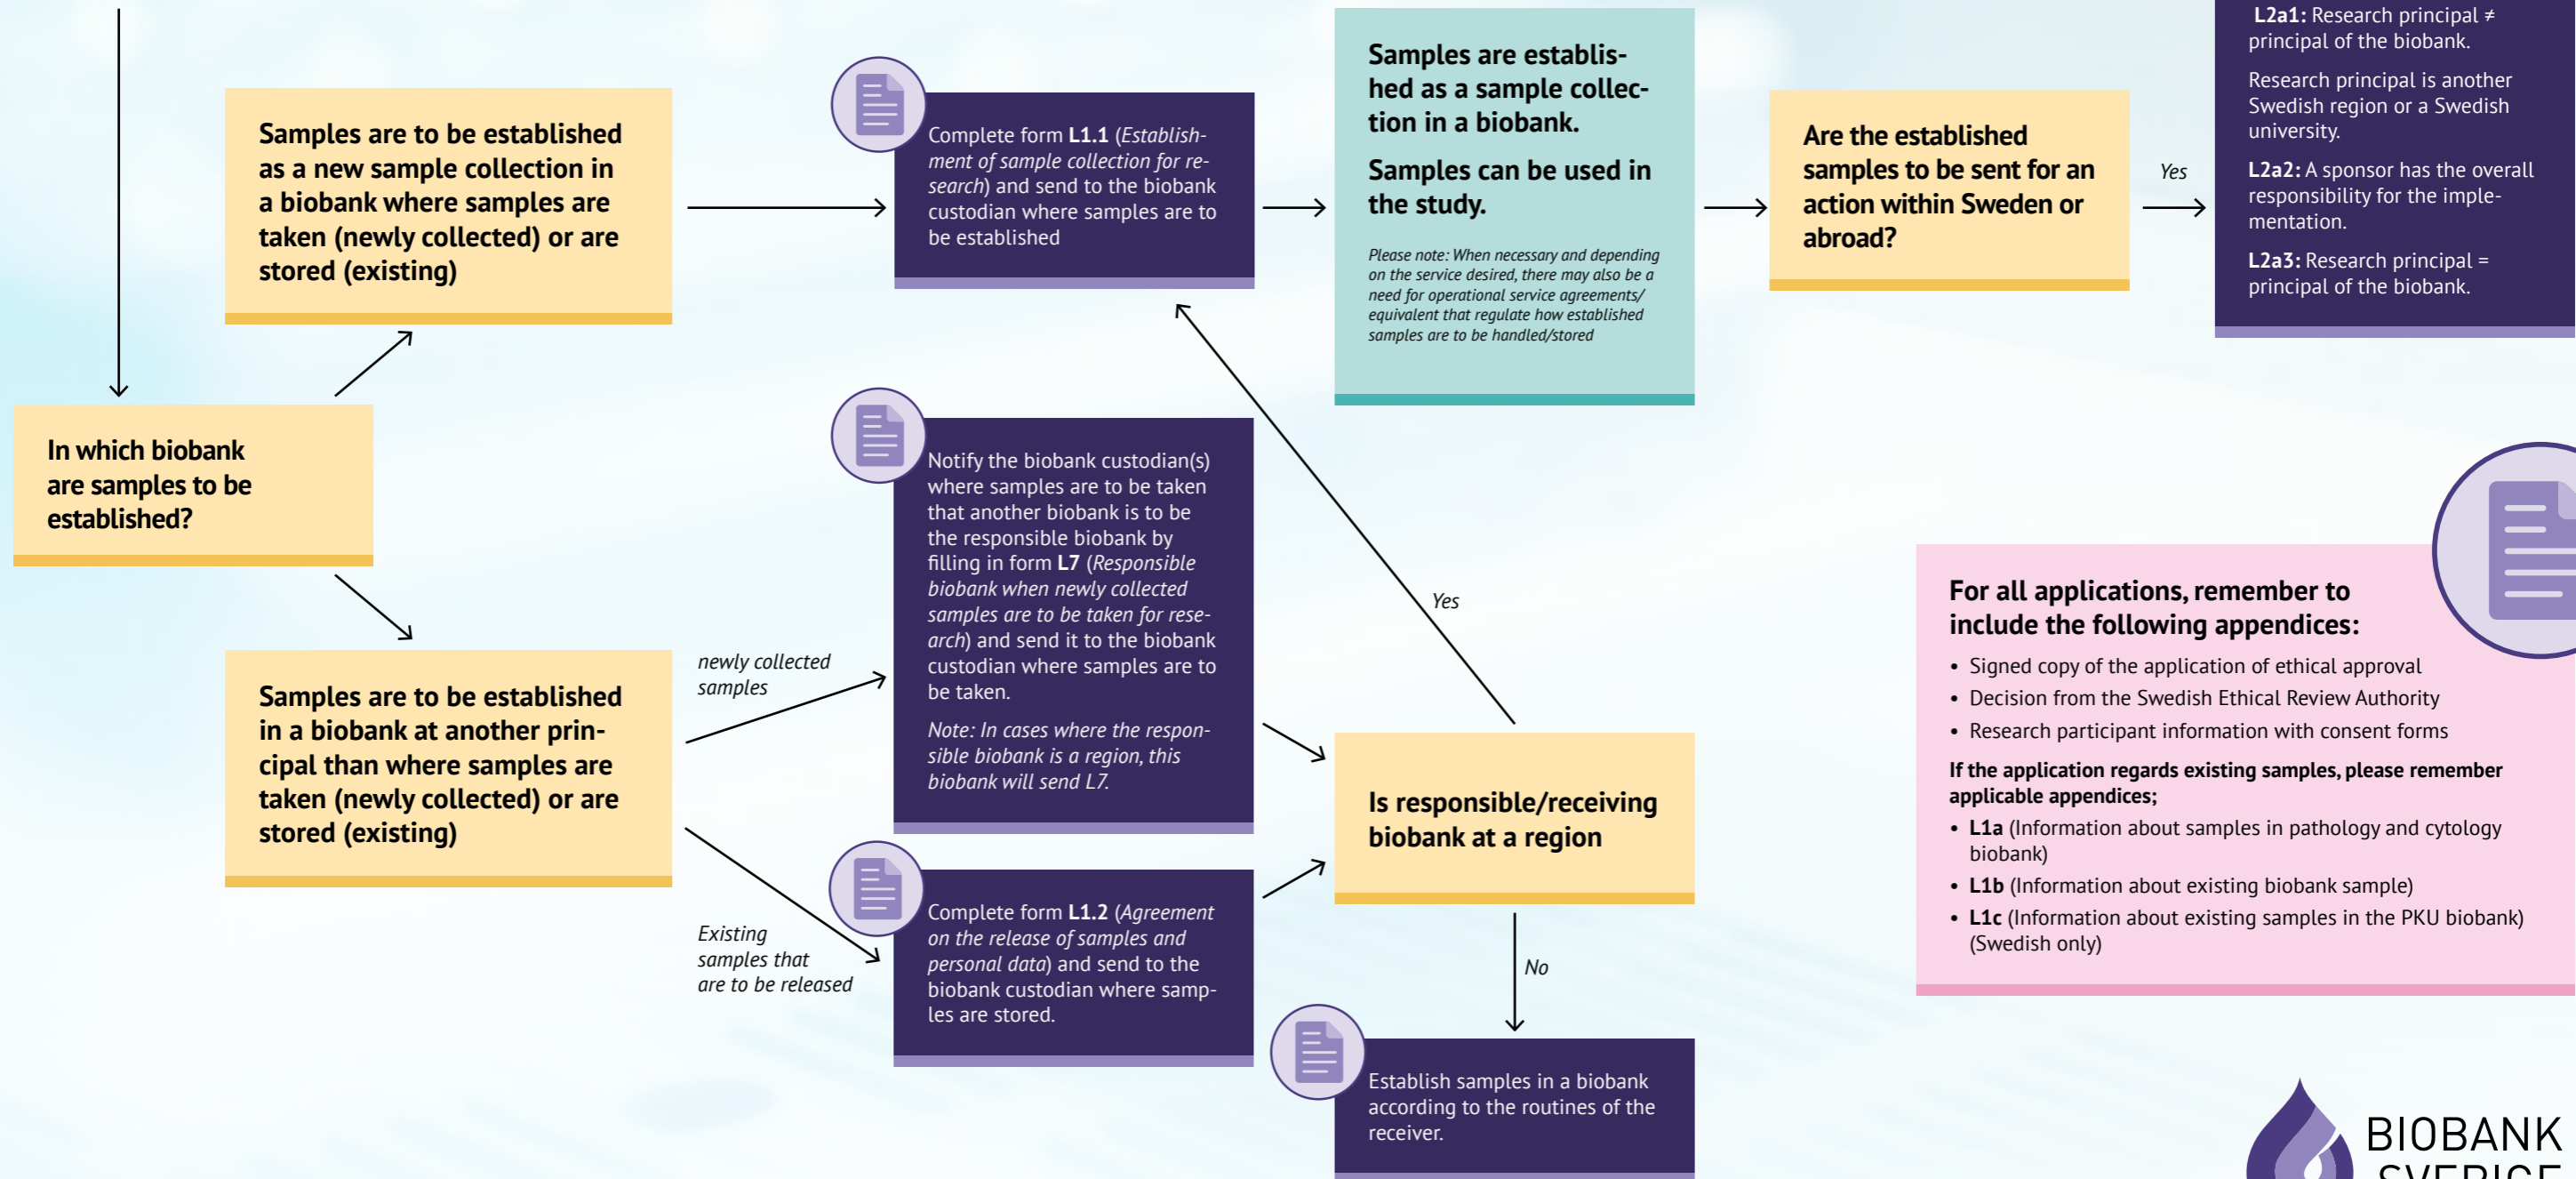 Samples are to be established
as a new sample collection in
a biobank where samples are
taken (newly collected) or are
stored (existing)
Complete form L1.1 (Establish-
ment of sample collection for re-
search) and send to the biobank
custodian where samples are to
be established
Samples are establis-
hed as a sample collec-
tion in a biobank.
Samples can be used in
the study.
Please note: When necessary and depending
on the service desired, there may also be a
need for operational service agreements/
equivalent that regulate how established
samples are to be handled/stored
Are the established
samples to be sent for an
action within Sweden or
abroad?
Yes
L2a1: Research principal ≠
principal of the biobank.
Research principal is another
Swedish region or a Swedish
university.
L2a2: A sponsor has the overall
responsibility for the imple-
mentation.
L2a3: Research principal =
principal of the biobank.
In which biobank
are samples to be
established?
Samples are to be established
in a biobank at another prin-
cipal than where samples are
taken (newly collected) or are
stored (existing)
newly collected
samples
Existing
samples that
are to be released
Notify the biobank custodian(s)
where samples are to be taken
that another biobank is to be
the responsible biobank by
filling in form L7 (Responsible
biobank when newly collected
samples are to be taken for rese-
arch) and send it to the biobank
custodian where samples are to
be taken.
Note: In cases where the respon-
sible biobank is a region, this
biobank will send L7.
Complete form L1.2 (Agreement
on the release of samples and
personal data) and send to the
biobank custodian where samp-
les are stored.
Yes
Is responsible/receiving
biobank at a region
No
Establish samples in a biobank
according to the routines of the
receiver.
For all applications, remember to
include the following appendices:
• Signed copy of the application of ethical approval
• Decision from the Swedish Ethical Review Authority
• Research participant information with consent forms
If the application regards existing samples, please remember
applicable appendices;
• L1a (Information about samples in pathology and cytology
biobank)
• L1b (Information about existing biobank sample)
• L1c (Information about existing samples in the PKU biobank)
(Swedish only)
BIOBANK
SVERIGE